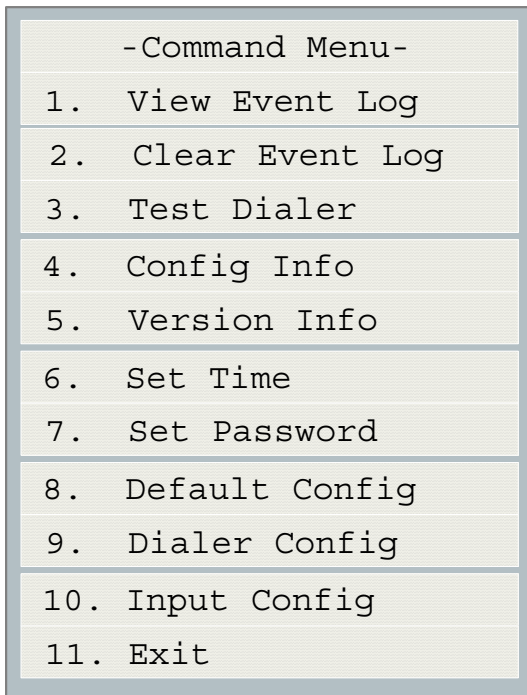 -Command Menu-
1. View Event Log
2. Clear Event Log
3. Test Dialer
4. Config Info
5. Version Info
6. Set Time
7. Set Password
8. Default Config
9. Dialer Config
10. Input Config
11. Exit